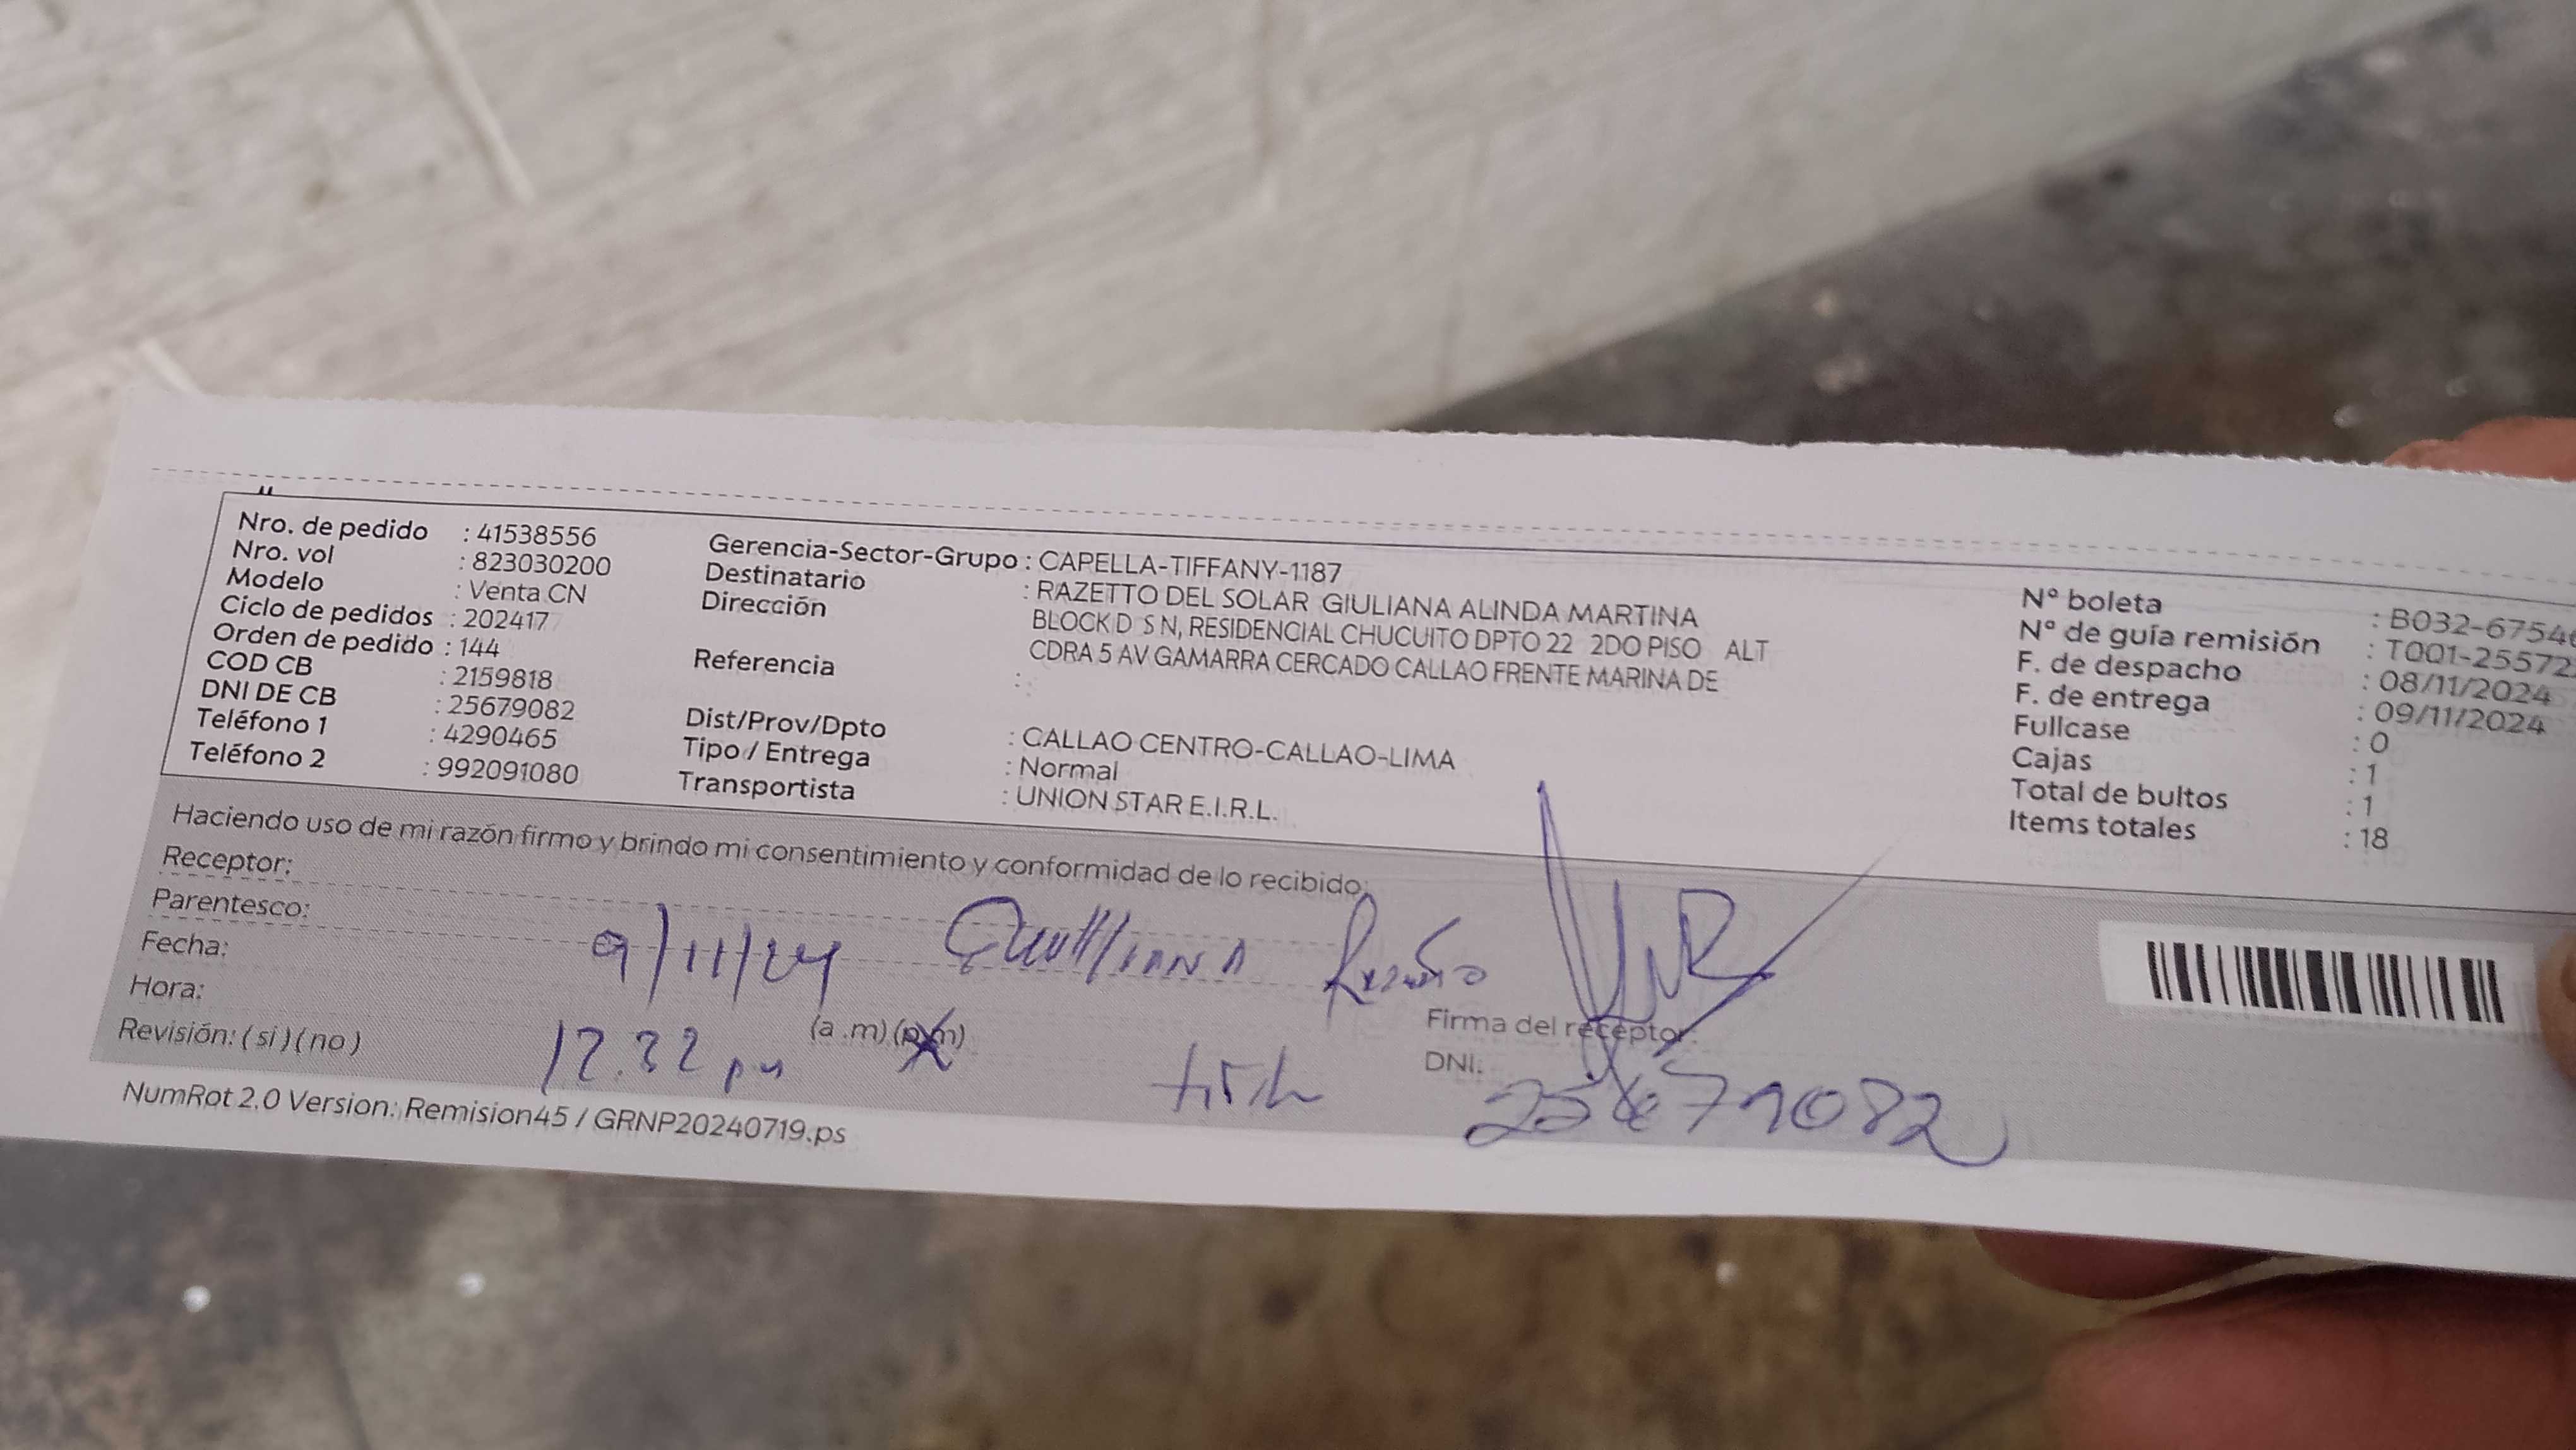 Nro. de pedido : 41538556
Nro. vol : 823030200
Modelo : Venta CN
Ciclo de pedidos : 202417
Orden de pedido : 144
COD CB : 2159818
DNI DE CB : 25679082
Teléfono 1 : 4290465
Teléfono 2 : 992091080
Gerencia-Sector-Grupo : CAPELLA-TIFFANY-1187
Destinatario : RAZETTO DEL SOLAR GIULIANA ALINDA MARTINA
Dirección BLOCK D S N, RESIDENCIAL CHUCUITO DPTO 22 2DO PISO ALT
CDRA 5 AV GAMARRA CERCADO CALLAO FRENTE MARINA DE
Referencia :
Dist/Prov/Dpto : CALLAO CENTRO-CALLAO-LIMA
Tipo / Entrega : Normal
Transportista : UNION STAR E.I.R.L.
Nº boleta : B032-6754
Nº de guía remisión : T001-25572
F. de despacho : 08/11/2024
F. de entrega : 09/11/2024
Fullcase : 0
Cajas : 1
Total de bultos : 1
Items totales : 18
Haciendo uso de mi razón firmo y brindo mi consentimiento y conformidad de lo recibido:
Receptor:
Parentesco:
Fecha: 9/11/24
Hora: 12.32 pm (a .m) (p.m)
Revisión: ( si ) ( no )
Firma del receptor:
DNI: 25679082
NumRot 2.0 Version: Remision45 / GRNP20240719.ps